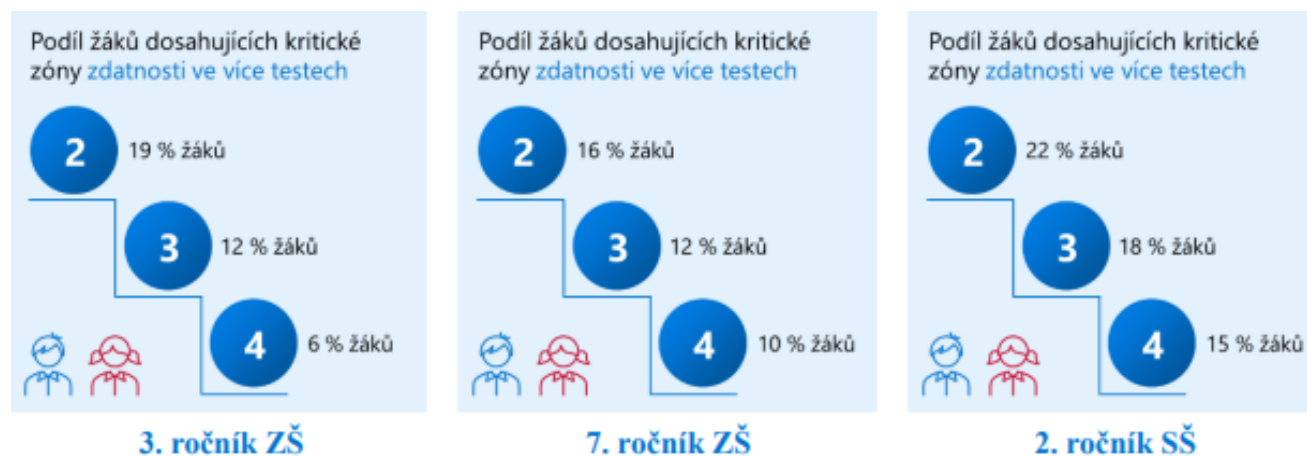 Podíl žáků dosahujících kritické
zóny zdatnosti ve více testech
2
19 % žáků
3
12 % žáků
4
6 % žáků
3. ročník ZŠ
Podíl žáků dosahujících kritické
zóny zdatnosti ve více testech
2
16 % žáků
3
12 % žáků
4
10 % žáků
7. ročník ZŠ
Podíl žáků dosahujících kritické
zóny zdatnosti ve více testech
2
22 % žáků
3
18 % žáků
4
15 % žáků
2. ročník SŠ